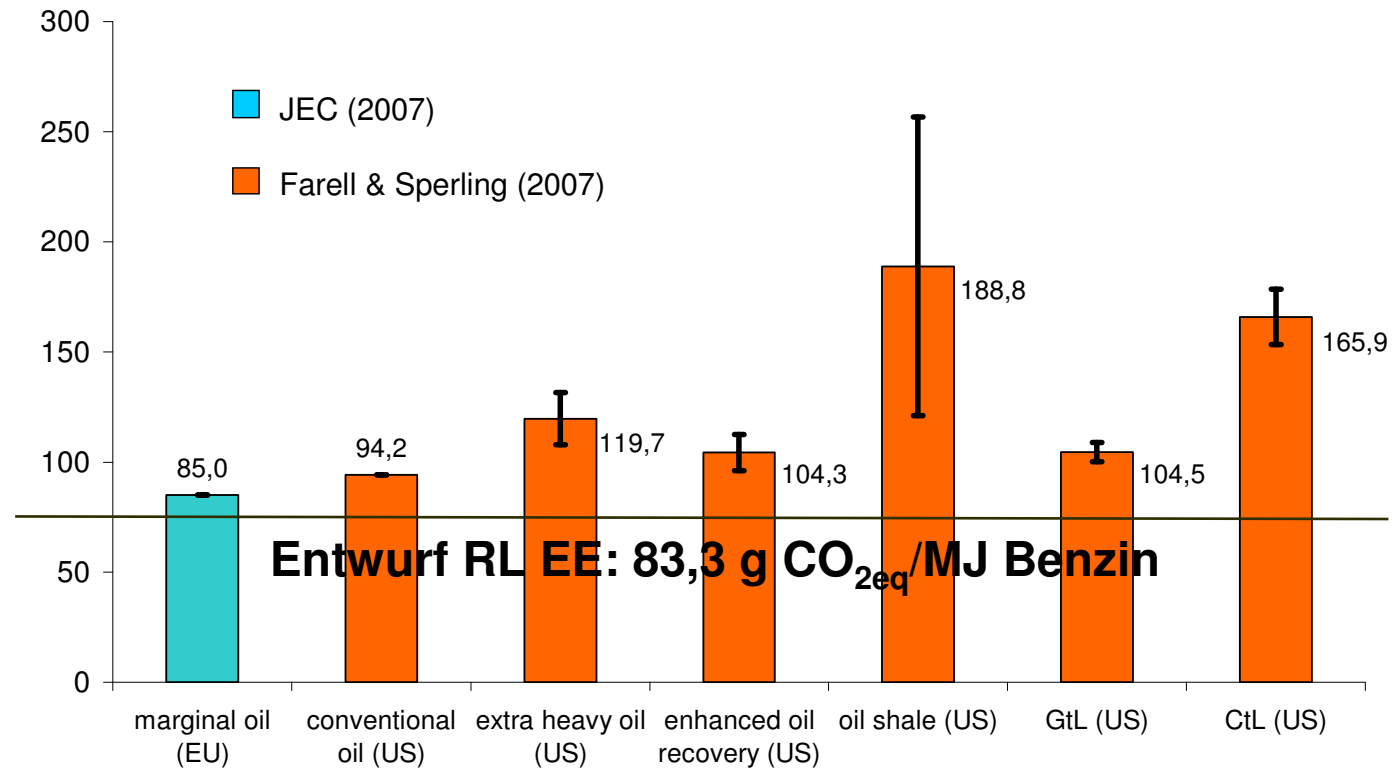 300
250
200
150
100
50
0
JEC (2007)
Farell & Sperling (2007)
85,0
94,2
119,7
104,3
188,8
104,5
165,9
Entwurf RL EE: 83,3 g CO2eq/MJ Benzin
marginal oil
(EU)
conventional
oil (US)
extra heavy oil
(US)
enhanced oil
recovery (US)
oil shale (US)
GtL (US)
CtL (US)